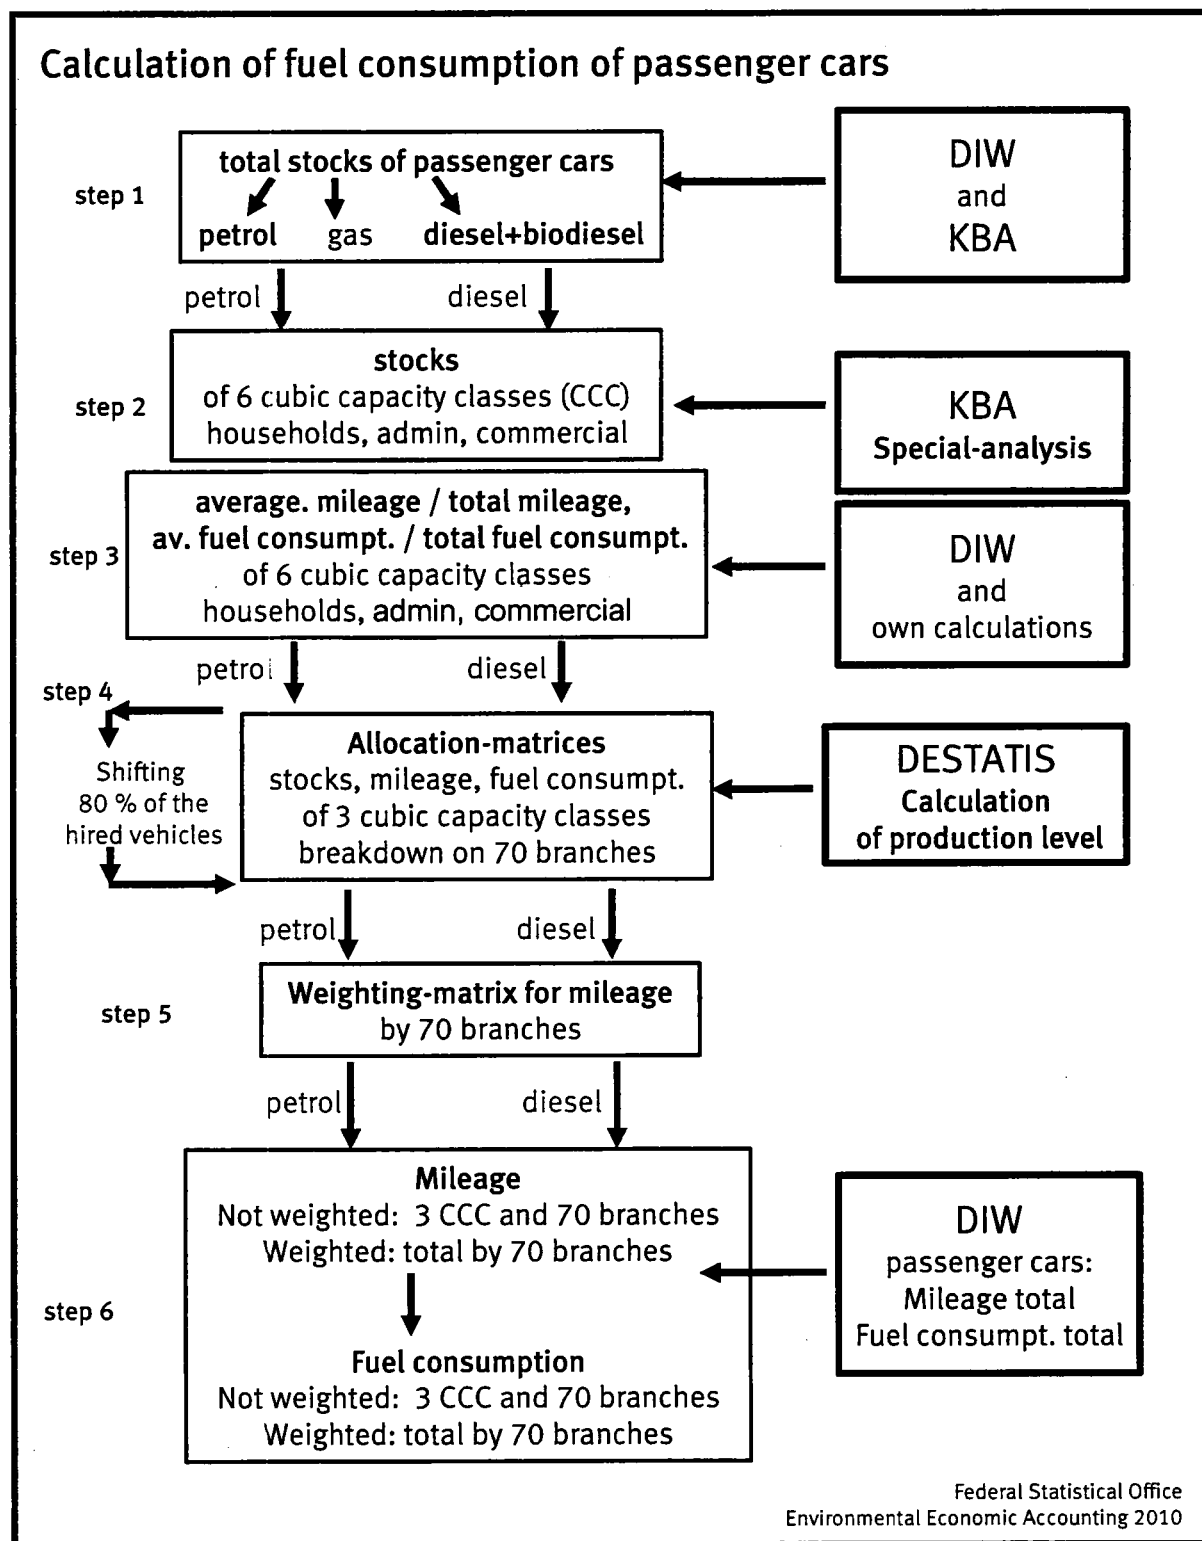 Calculation of fuel consumption of passenger cars
step 1
total stocks of passenger cars
petrol gas diesel+biodiesel
DIW
and
KBA
petrol diesel
step 2
stocks
of 6 cubic capacity classes (CCC)
households, admin, commercial
KBA
Special-analysis
step 3
average. mileage / total mileage,
av. fuel consumpt. / total fuel consumpt.
of 6 cubic capacity classes
households, admin, commercial
DIW
and
own calculations
petrol diesel
step 4
Shifting
80 % of the
hired vehicles
Allocation-matrices
stocks, mileage, fuel consumpt.
of 3 cubic capacity classes
breakdown on 70 branches
DESTATIS
Calculation
of production level
petrol diesel
step 5
Weighting-matrix for mileage
by 70 branches
petrol diesel
step 6
Mileage
Not weighted: 3 CCC and 70 branches
Weighted: total by 70 branches
Fuel consumption
Not weighted: 3 CCC and 70 branches
Weighted: total by 70 branches
DIW
passenger cars:
Mileage total
Fuel consumpt. total
Federal Statistical Office
Environmental Economic Accounting 2010